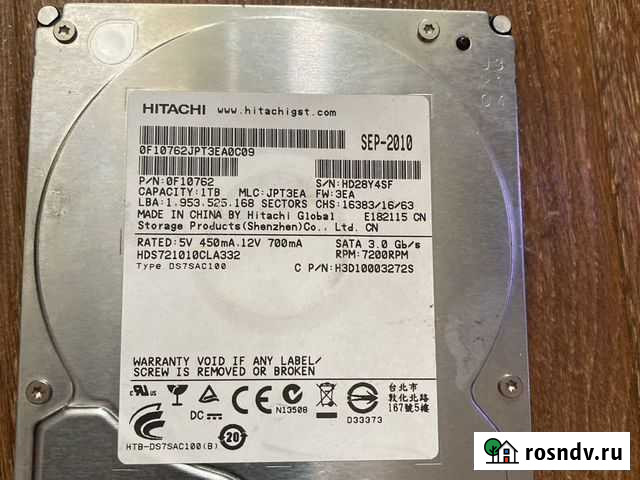 HITACHI www.hitachigst.com
0F10762JPT3EA0C09 SEP-2010
P/N:0F10762 S/N:HD28Y4SF
CAPACITY:1TB MLC:JPT3EA FW:3EA
LBA:1.953.525.168 SECTORS CHS:16383/16/63
MADE IN CHINA BY Hitachi Global E182115 CN
Storage Products(Shenzhen)Co., Ltd. CN
RATED:5V 450mA.12V 700mA SATA 3.0 Gb/s
HDS721010CLA332 RPM:7200RPM
Type DS7SAC100 C P/N:H3D10003272S
WARRANTY VOID IF ANY LABEL/
SCREW IS REMOVED OR BROKEN
台北市
敦化北路
167號5樓
DC
N13508
D33373
20
HTB-DS7SAC100(B)
rosndv.ru